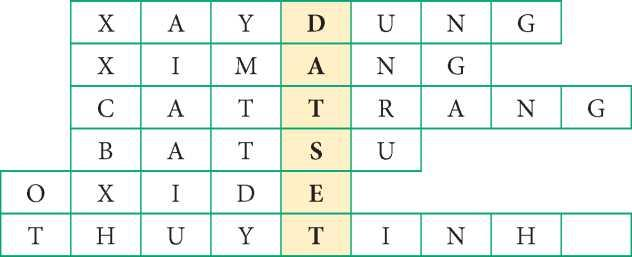 X A Y D U N G
X I M A N G
C A T T R A N G
B A T S U
O X I D E
T H U Y T I N H